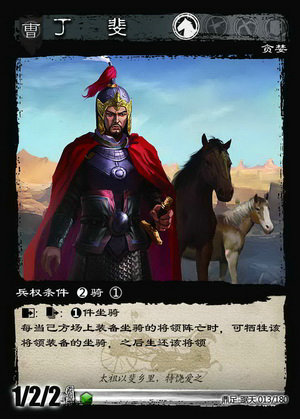 曹 丁 斐
贪婪
兵权条件 2 骑 1
: : 1件坐骑
每当己方场上装备坐骑的将领阵亡时，可牺牲该
将领装备的坐骑，之后生还该将领
太祖以斐乡里，特饶爱之
1/2/2
013/180